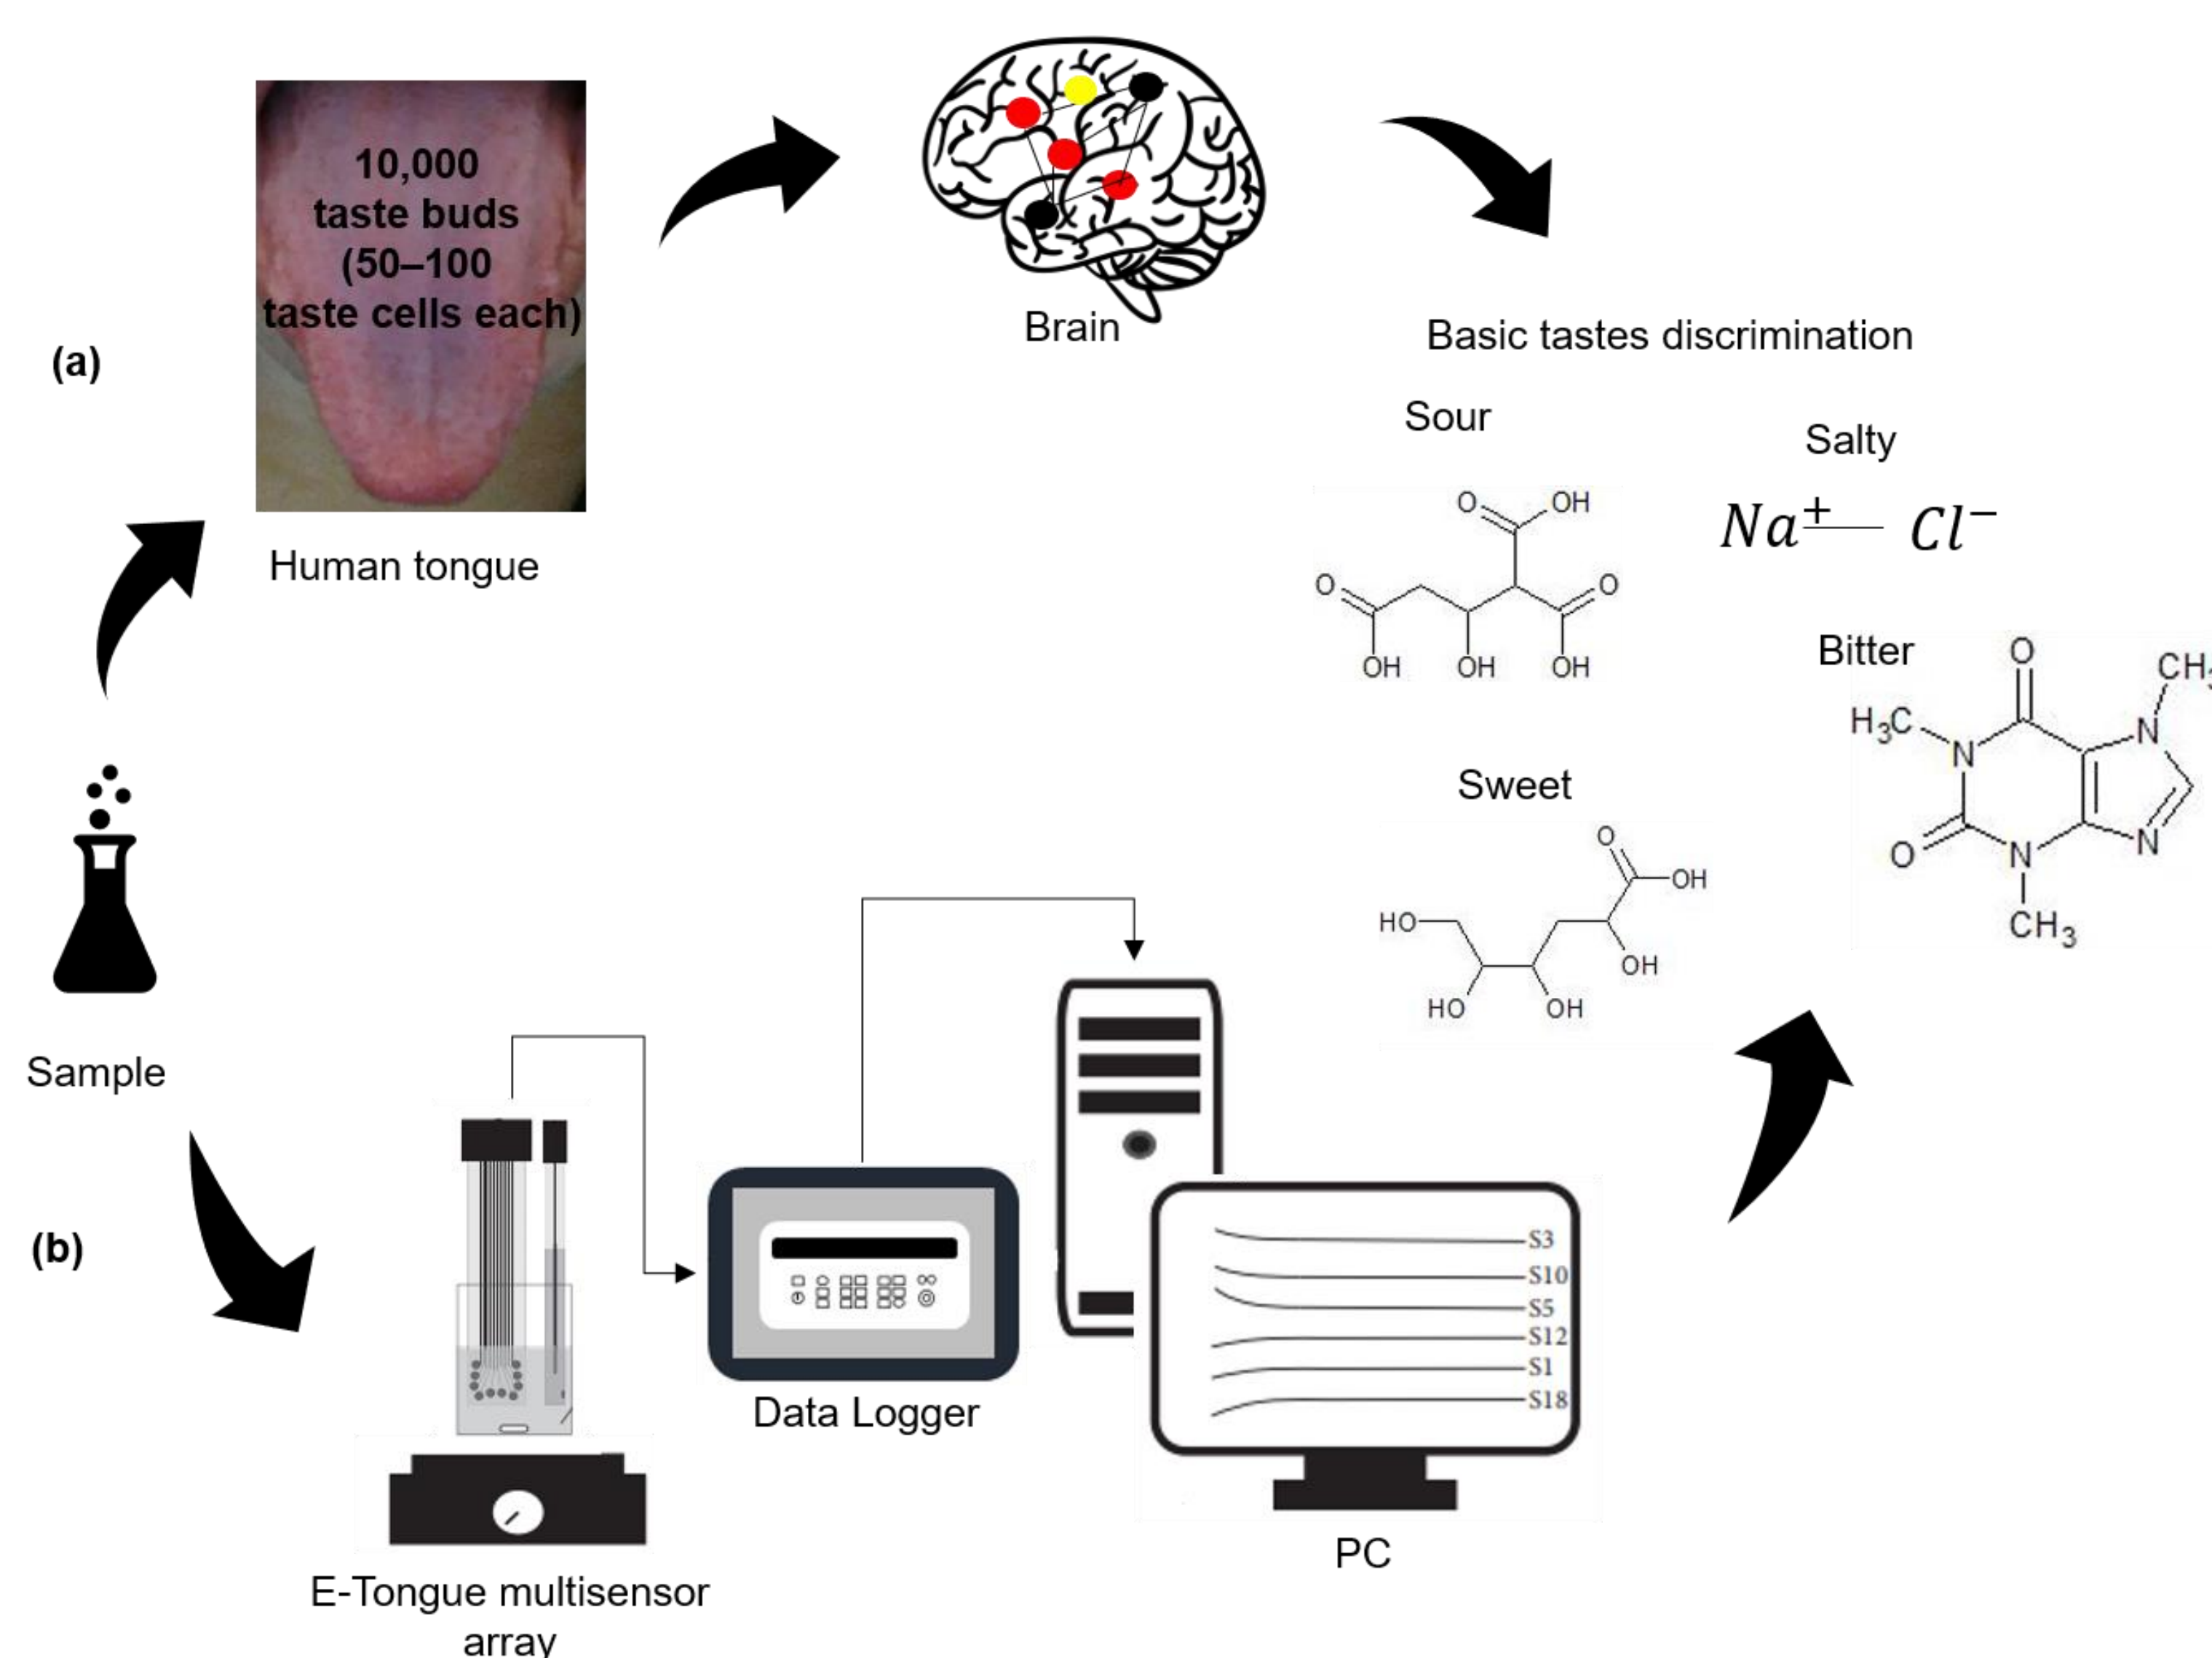 10,000
taste buds
(50–100
taste cells each)
(a)
Human tongue
Brain
Basic tastes discrimination
Sour
O
OH
O
O
OH
OH
OH
Salty
Na+ Cl−
Bitter
O
CH3
H3C
N
N
O
N
N
CH3
Sweet
O
OH
HO
OH
HO
OH
Sample
(b)
E-Tongue multisensor
array
Data Logger
S3
S10
S5
S12
S1
S18
PC